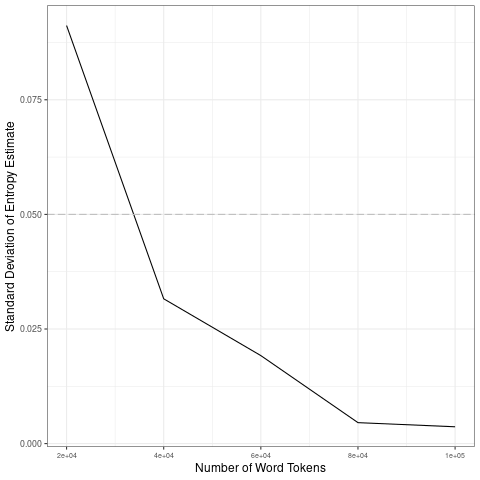 Standard Deviation of Entropy Estimate
0.075
0.050
0.025
0.000
2e+04 4e+04 6e+04 8e+04 1e+05
Number of Word Tokens